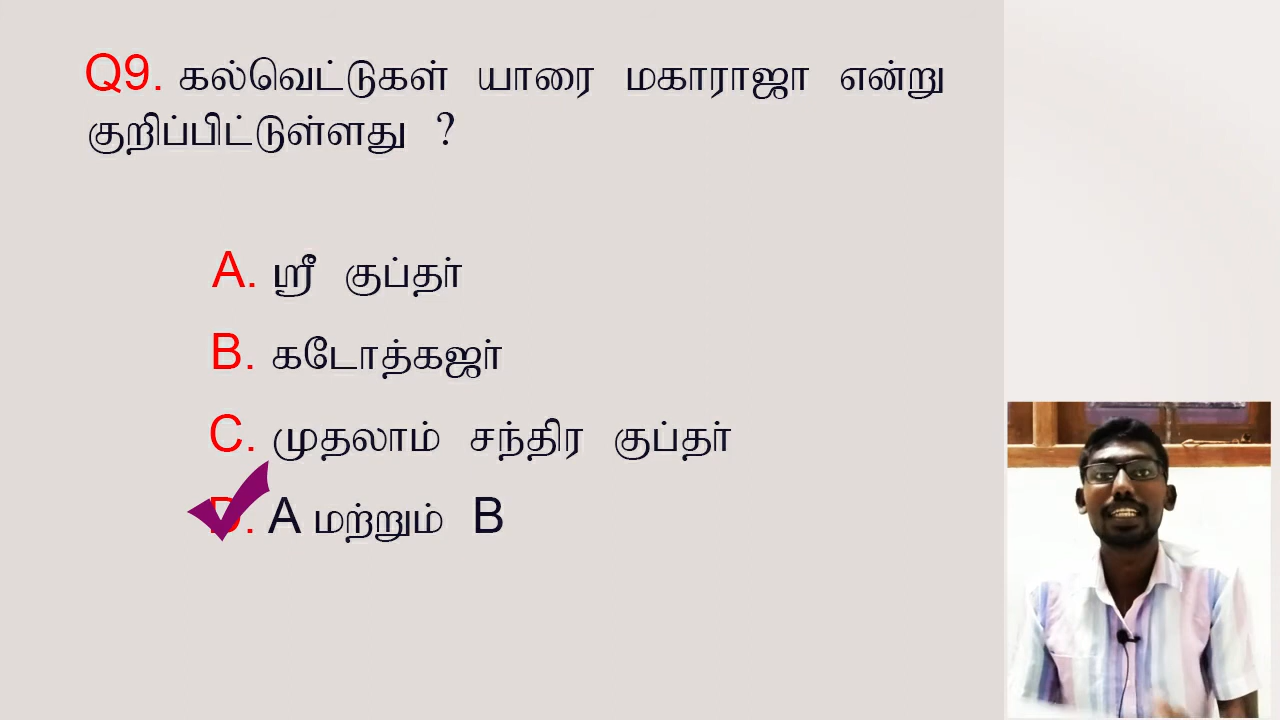 Q9. கல்வெட்டுகள் யாரை மகாராஜா என்று
குறிப்பிட்டுள்ளது ?
A. ஸ்ரீ குப்தர்
B. கடோத்கஜர்
C. முதலாம் சந்திர குப்தர்
D. A மற்றும் B